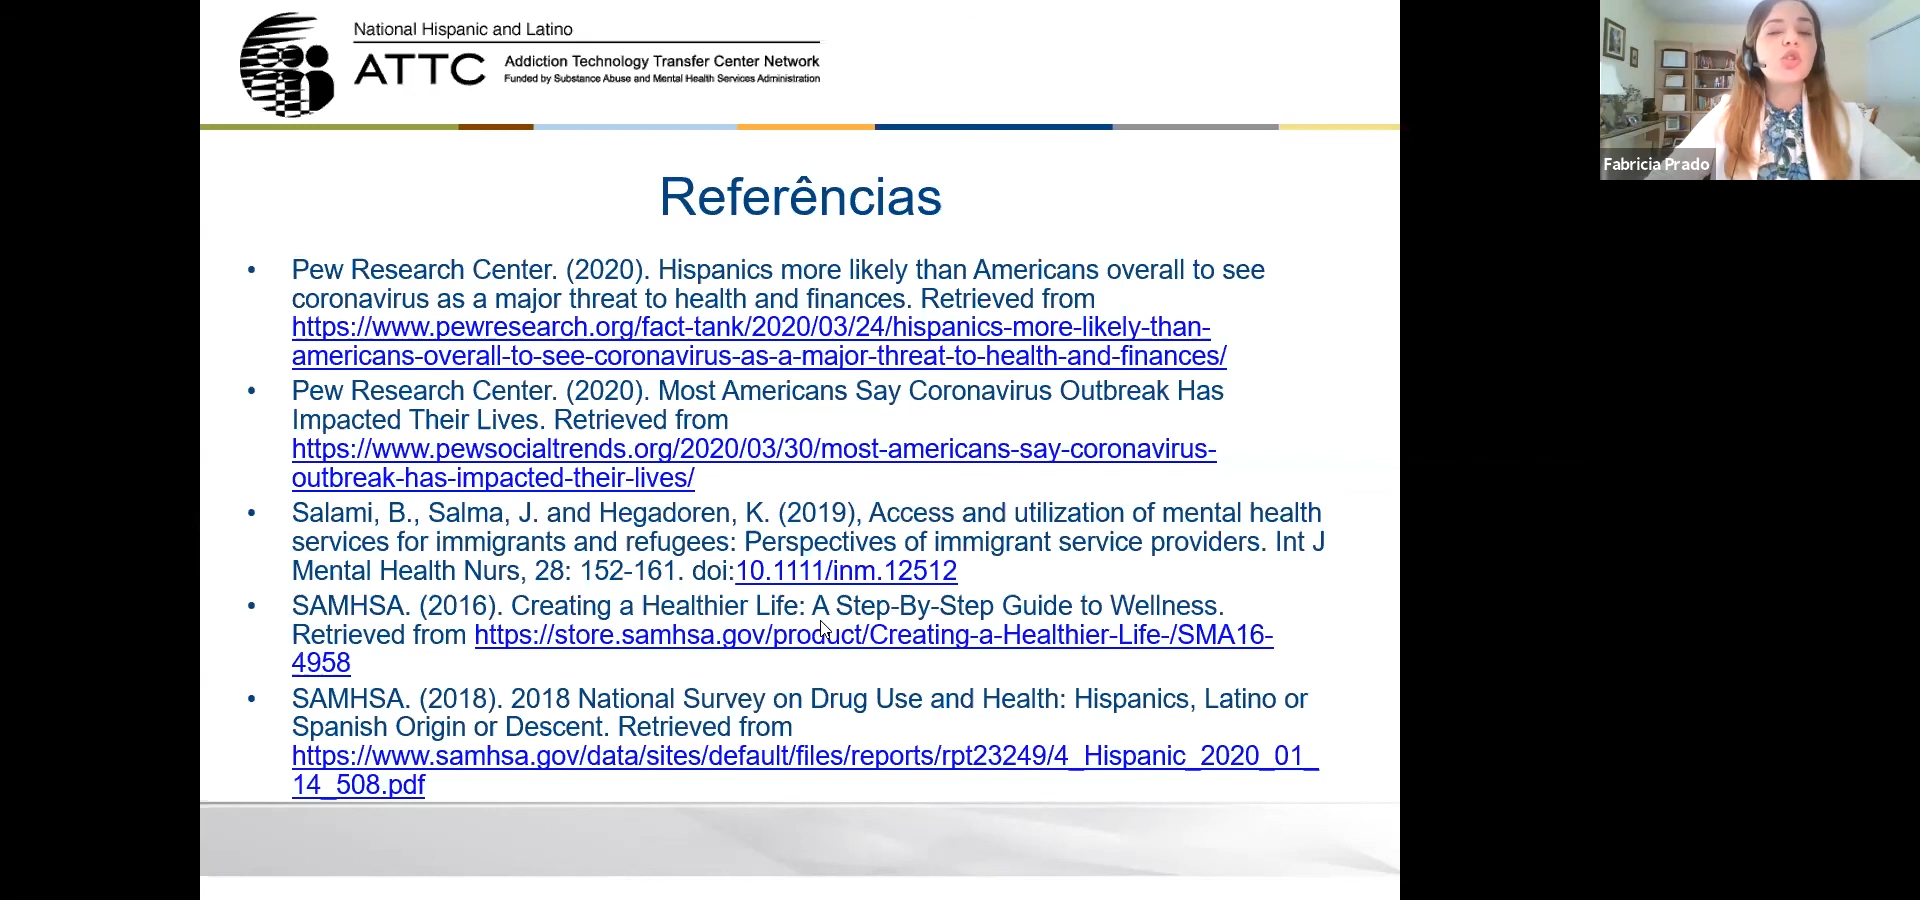 National Hispanic and Latino
ATTC
Addiction Technology Transfer Center Network
Funded by Substance Abuse and Mental Health Services Administration
Fabricia Prado
Referências
• Pew Research Center. (2020). Hispanics more likely than Americans overall to see
coronavirus as a major threat to health and finances. Retrieved from
https://www.pewresearch.org/fact-tank/2020/03/24/hispanics-more-likely-than-
americans-overall-to-see-coronavirus-as-a-major-threat-to-health-and-finances/
• Pew Research Center. (2020). Most Americans Say Coronavirus Outbreak Has
Impacted Their Lives. Retrieved from
https://www.pewsocialtrends.org/2020/03/30/most-americans-say-coronavirus-
outbreak-has-impacted-their-lives/
• Salami, B., Salma, J. and Hegadoren, K. (2019), Access and utilization of mental health
services for immigrants and refugees: Perspectives of immigrant service providers. Int J
Mental Health Nurs, 28: 152-161. doi:10.1111/inm.12512
• SAMHSA. (2016). Creating a Healthier Life: A Step-By-Step Guide to Wellness.
Retrieved from https://store.samhsa.gov/product/Creating-a-Healthier-Life-/SMA16-
4958
• SAMHSA. (2018). 2018 National Survey on Drug Use and Health: Hispanics, Latino or
Spanish Origin or Descent. Retrieved from
https://www.samhsa.gov/data/sites/default/files/reports/rpt23249/4_Hispanic_2020_01_
14_508.pdf